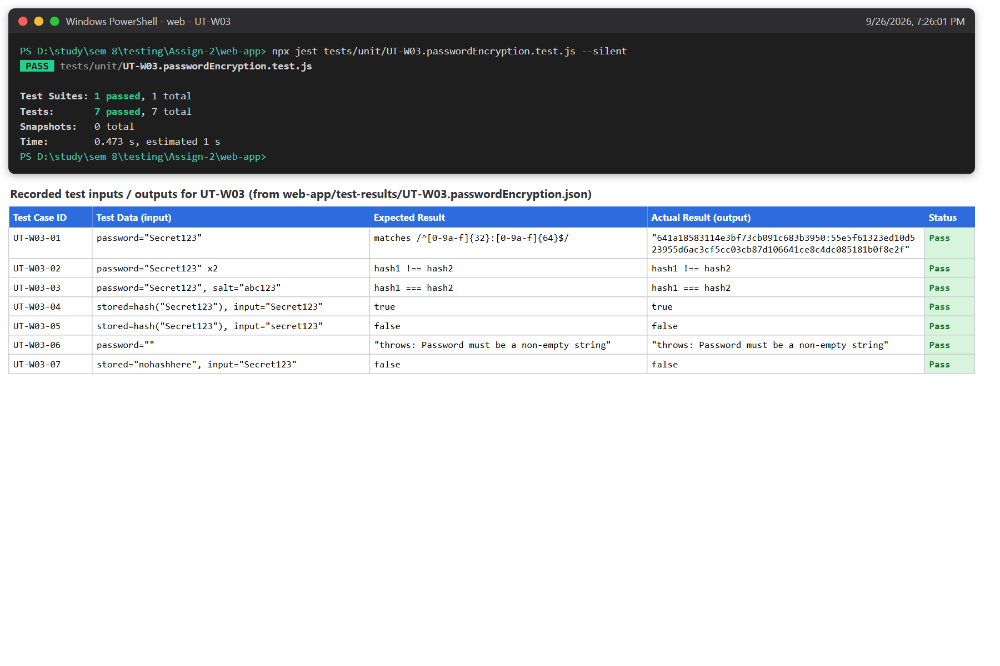 Windows PowerShell - web - UT-W03 9/26/2026, 7:26:01 PM
PS D:\study\sem 8\testing\Assign-2\web-app> npx jest tests/unit/UT-W03.passwordEncryption.test.js --silent
PASS tests/unit/UT-W03.passwordEncryption.test.js
Test Suites: 1 passed, 1 total
Tests: 7 passed, 7 total
Snapshots: 0 total
Time: 0.473 s, estimated 1 s
PS D:\study\sem 8\testing\Assign-2\web-app>
Recorded test inputs / outputs for UT-W03 (from web-app/test-results/UT-W03.passwordEncryption.json)
Test Case ID Test Data (input) Expected Result Actual Result (output) Status
UT-W03-01 password="Secret123" matches /^[0-9a-f]{32}:[0-9a-f]{64}$/ "641a18583114e3bf73cb091c683b3950:55e5f61323ed10d5 Pass
23955d6ac3cf5cc03cb87d106641ce8c4dc085181b0f8e2f"
UT-W03-02 password="Secret123" x2 hash1 !== hash2 hash1 !== hash2 Pass
UT-W03-03 password="Secret123", salt="abc123" hash1 === hash2 hash1 === hash2 Pass
UT-W03-04 stored=hash("Secret123"), input="Secret123" true true Pass
UT-W03-05 stored=hash("Secret123"), input="secret123" false false Pass
UT-W03-06 password="" "throws: Password must be a non-empty string" "throws: Password must be a non-empty string" Pass
UT-W03-07 stored="nohashhere", input="Secret123" false false Pass